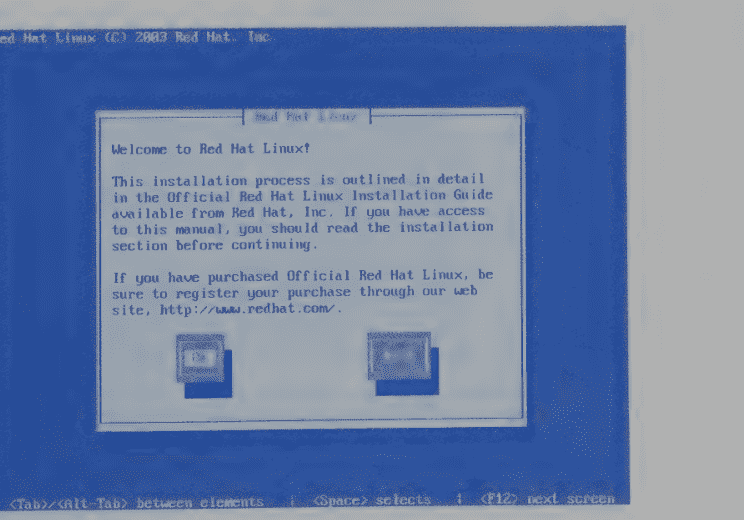 ed Hat Linux (C) 2003 Red Hat, Inc
Red Hat Linux
Welcome to Red Hat Linux!
This installation process is outlined in detail
in the Official Red Hat Linux Installation Guide
available from Red Hat, Inc. If you have access
to this manual, you should read the installation
section before continuing.
If you have purchased Official Red Hat Linux, be
sure to register your purchase through our web
site, http://www.redhat.com/.
<Tab>/<Alt-Tab> between elements | <Space> selects | <F12> next screen